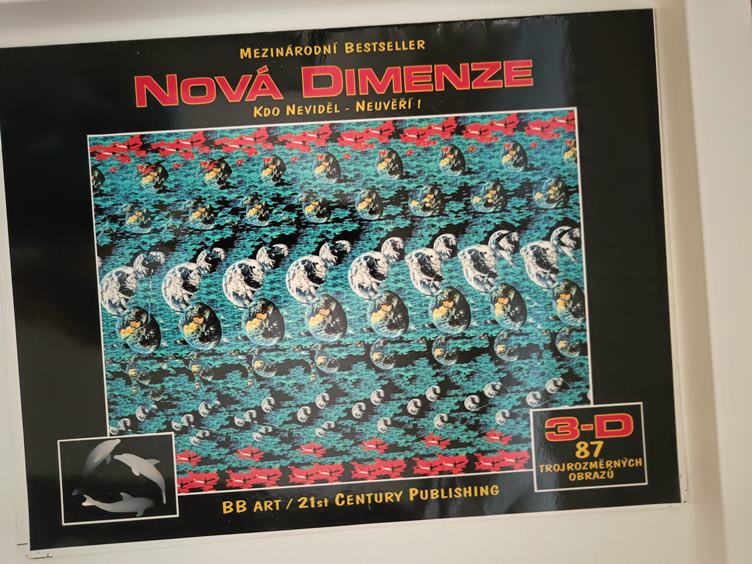 MEZINÁRODNÍ BESTSELLER
NOVÁ DIMENZE
KDO NEVIDĚL - NEUVĚŘÍ !
3-D
87
TROJROZMĚRNÝCH
OBRAZŮ
BB ART / 21ST CENTURY PUBLISHING